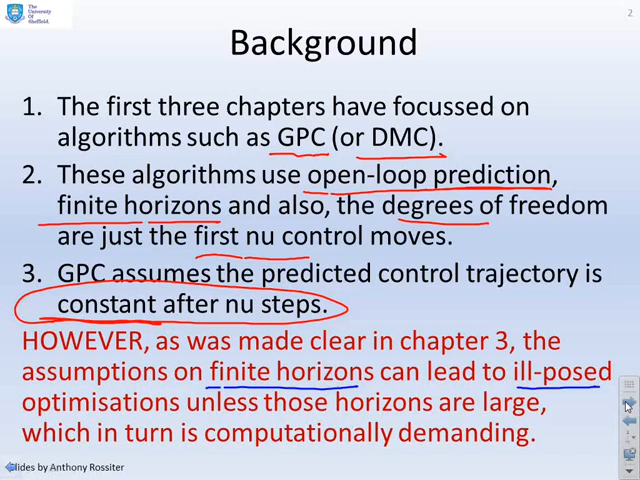 The
University
Of
Sheffield.
2
Background
1. The first three chapters have focussed on
algorithms such as GPC (or DMC).
2. These algorithms use open-loop prediction,
finite horizons and also, the degrees of freedom
are just the first nu control moves.
3. GPC assumes the predicted control trajectory is
constant after nu steps.
HOWEVER, as was made clear in chapter 3, the
assumptions on finite horizons can lead to ill-posed
optimisations unless those horizons are large,
which in turn is computationally demanding.
lides by Anthony Rossiter